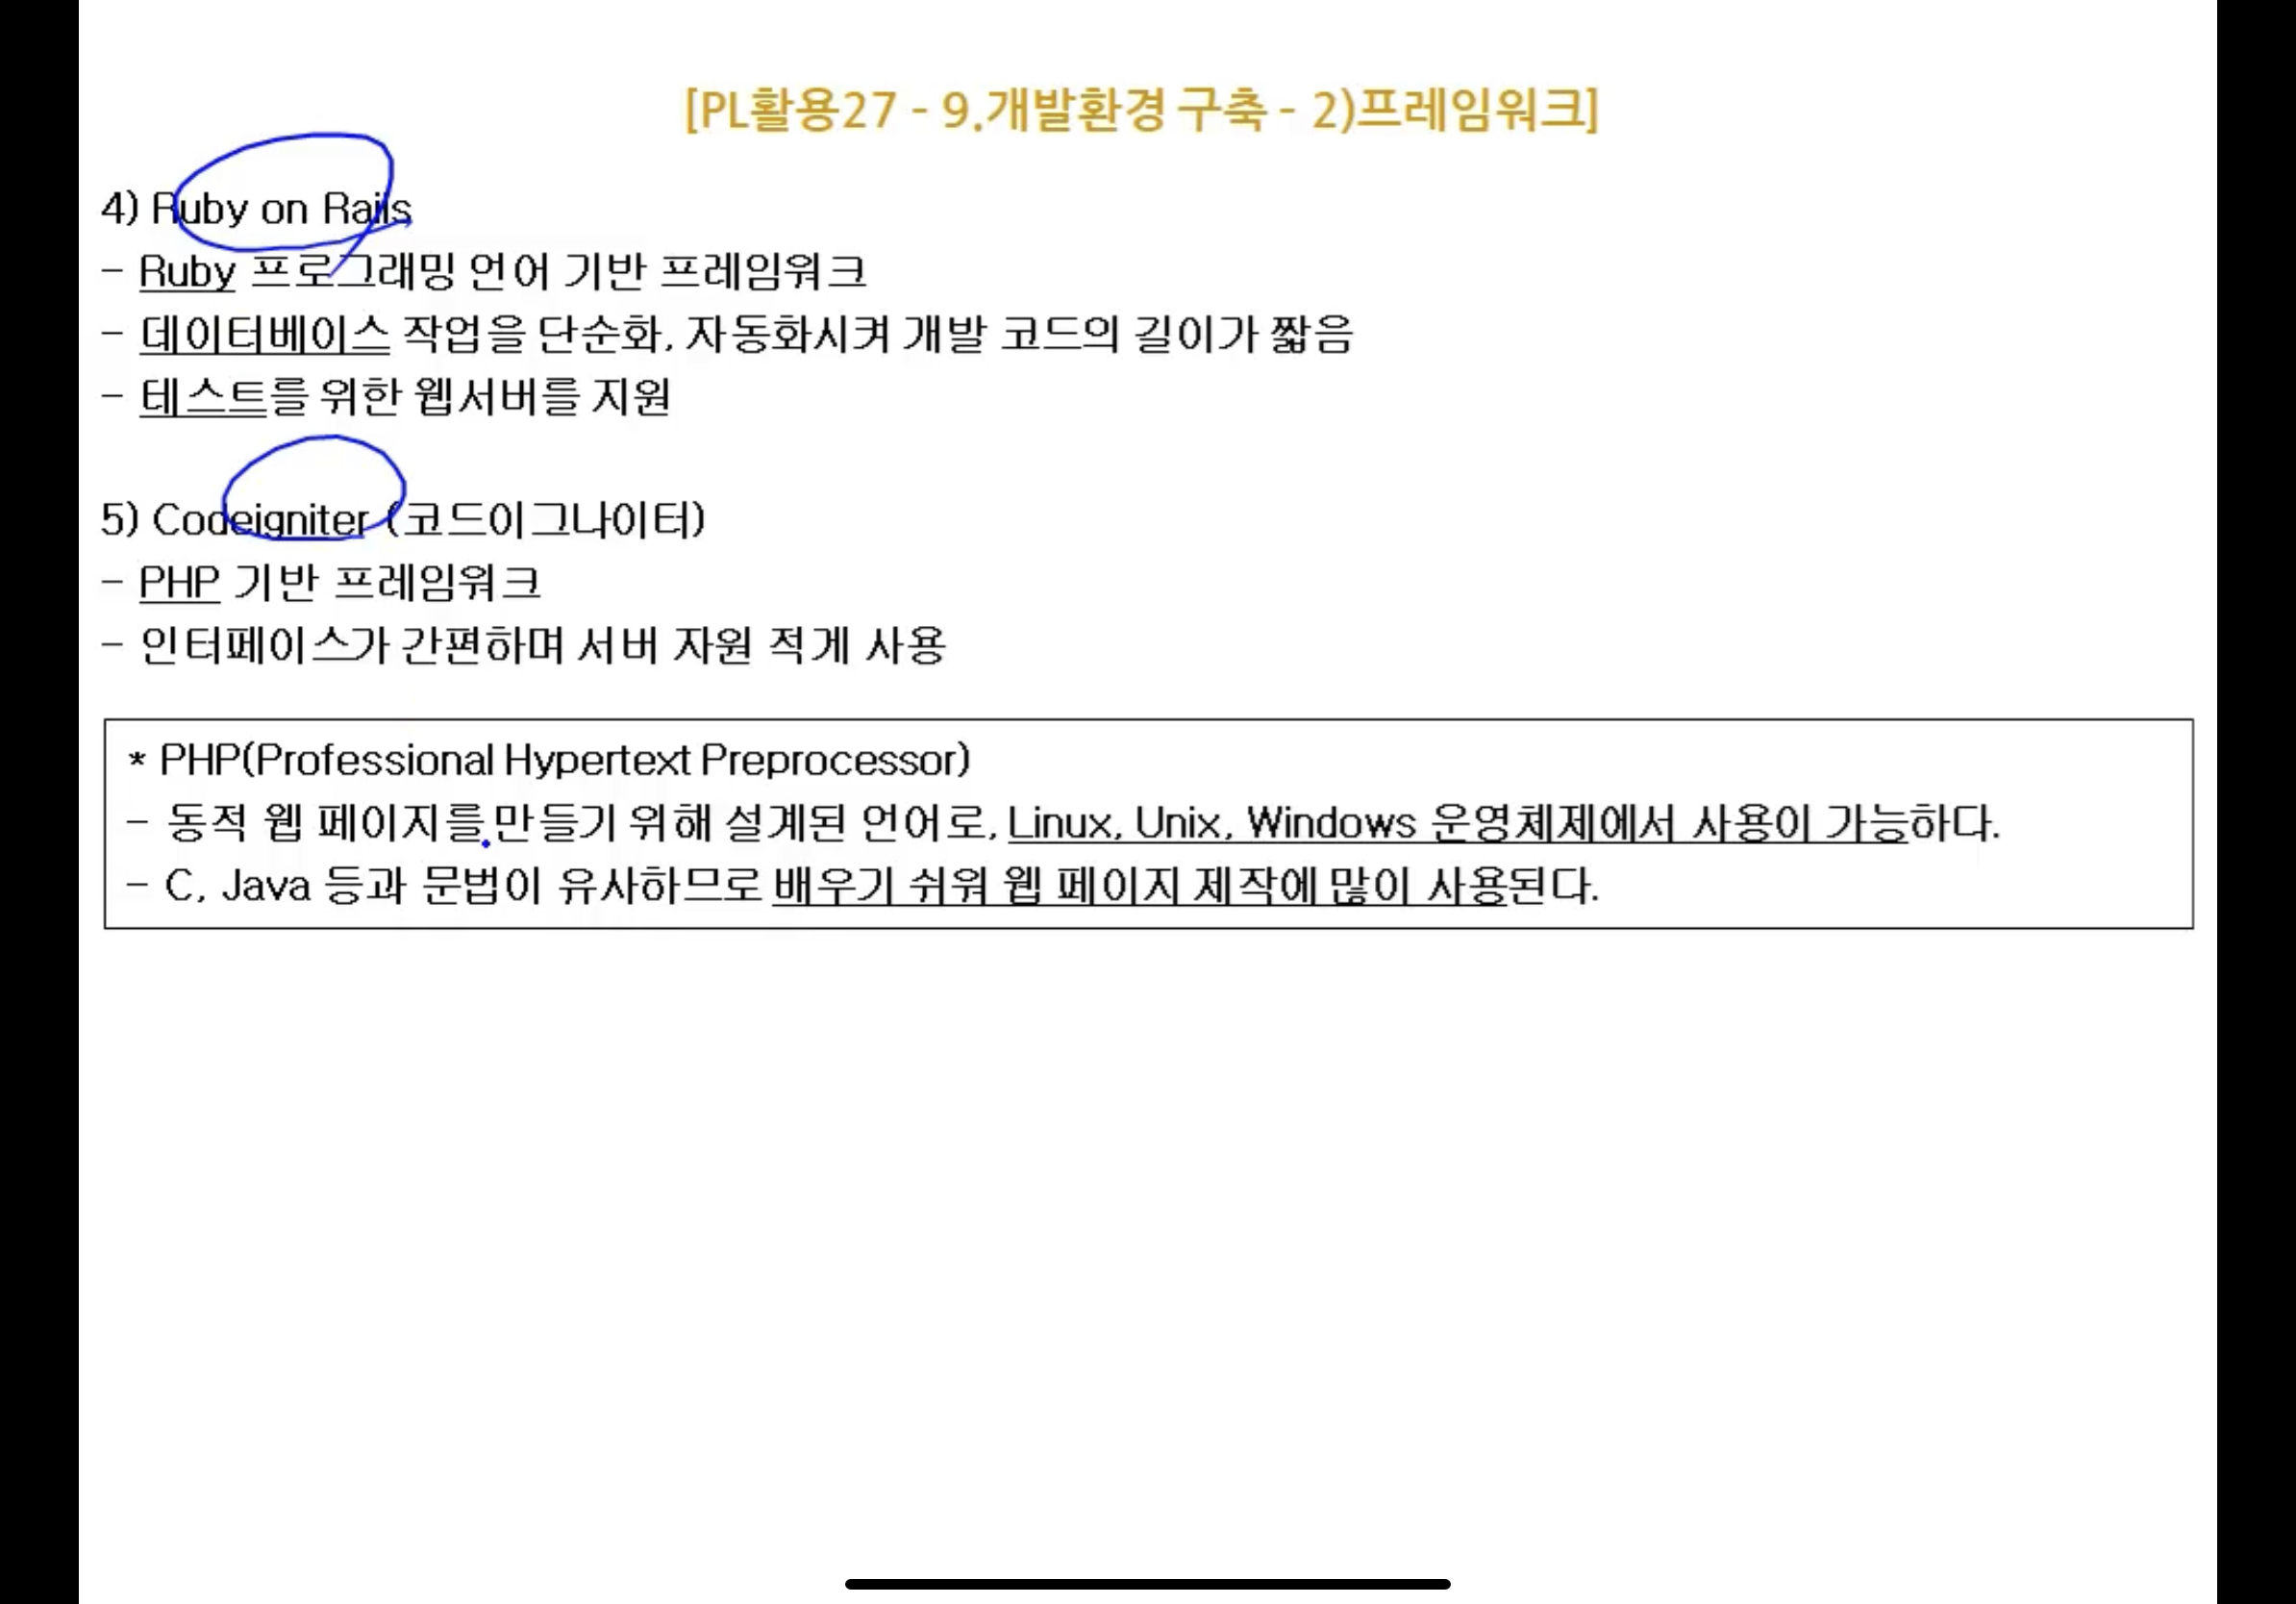 [PL활용27 - 9.개발환경 구축 - 2)프레임워크]
4) Ruby on Rails
- Ruby 프로그래밍 언어 기반 프레임워크
- 데이터베이스 작업을 단순화, 자동화시켜 개발 코드의 길이가 짧음
- 테스트를 위한 웹서버를 지원
5) Codeigniter (코드이그나이터)
- PHP 기반 프레임워크
- 인터페이스가 간편하며 서버 자원 적게 사용
* PHP(Professional Hypertext Preprocessor)
- 동적 웹 페이지를 만들기 위해 설계된 언어로, Linux, Unix, Windows 운영체제에서 사용이 가능하다.
- C, Java 등과 문법이 유사하므로 배우기 쉬워 웹 페이지 제작에 많이 사용된다.